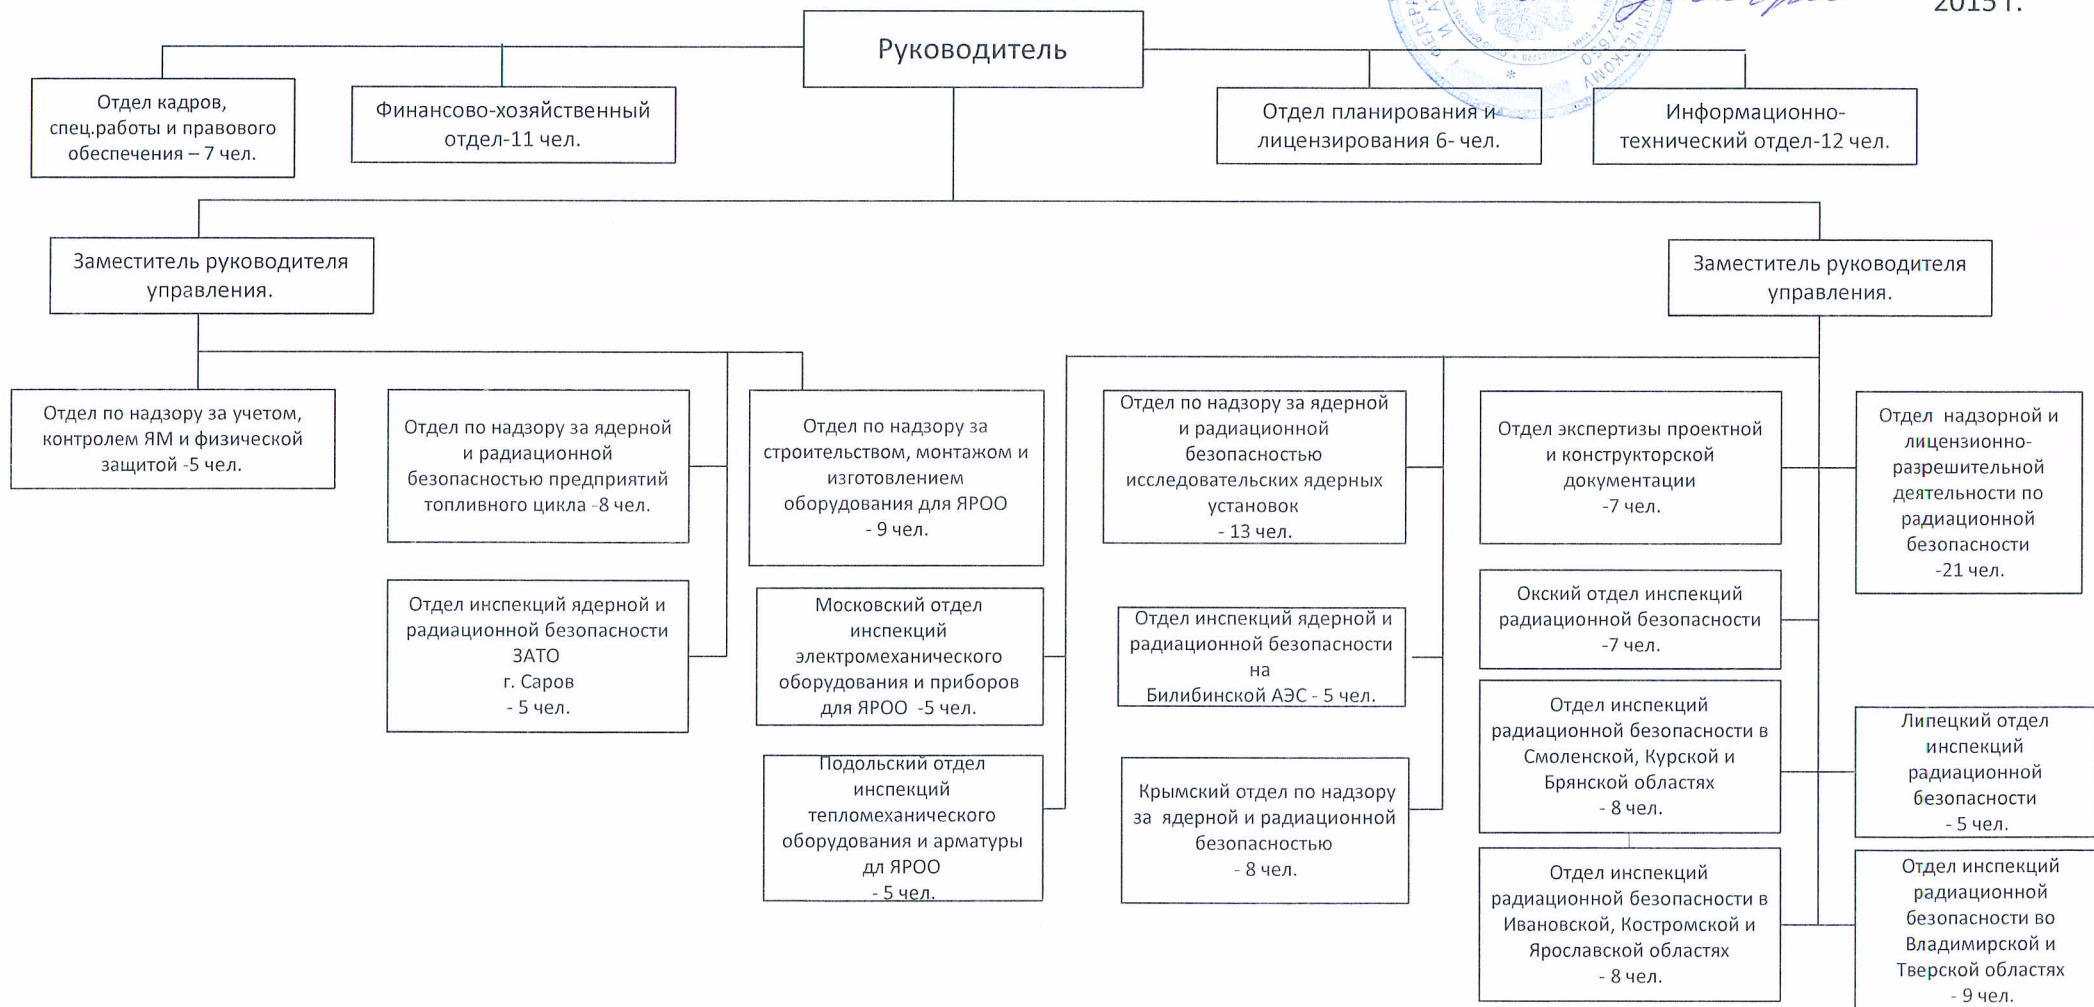 2015 г.
Руководитель
Отдел кадров,
спец.работы и правового
обеспечения – 7 чел.
Финансово-хозяйственный
отдел-11 чел.
Отдел планирования и
лицензирования 6- чел.
Информационно-
технический отдел-12 чел.
Заместитель руководителя
управления.
Заместитель руководителя
управления.
Отдел по надзору за учетом,
контролем ЯМ и физической
защитой -5 чел.
Отдел по надзору за ядерной
и радиационной
безопасностью предприятий
топливного цикла -8 чел.
Отдел по надзору за
строительством, монтажом и
изготовлением
оборудования для ЯРОО
- 9 чел.
Отдел по надзору за ядерной
и радиационной
безопасностью
исследовательских ядерных
установок
- 13 чел.
Отдел экспертизы проектной
и конструкторской
документации
-7 чел.
Отдел надзорной и
лицензионно-
разрешительной
деятельности по
радиационной
безопасности
-21 чел.
Отдел инспекций ядерной и
радиационной безопасности
ЗАТО
г. Саров
- 5 чел.
Московский отдел
инспекций
электромеханического
оборудования и приборов
для ЯРОО -5 чел.
Отдел инспекций ядерной и
радиационной безопасности
на
Билибинской АЭС - 5 чел.
Окский отдел инспекций
радиационной безопасности
-7 чел.
Подольский отдел
инспекций
тепломеханического
оборудования и арматуры
дл ЯРОО
- 5 чел.
Крымский отдел по надзору
за ядерной и радиационной
безопасностью
- 8 чел.
Отдел инспекций
радиационной безопасности в
Смоленской, Курской и
Брянской областях
- 8 чел.
Липецкий отдел
инспекций
радиационной
безопасности
- 5 чел.
Отдел инспекций
радиационной безопасности в
Ивановской, Костромской и
Ярославской областях
- 8 чел.
Отдел инспекций
радиационной
безопасности во
Владимирской и
Тверской областях
- 9 чел.